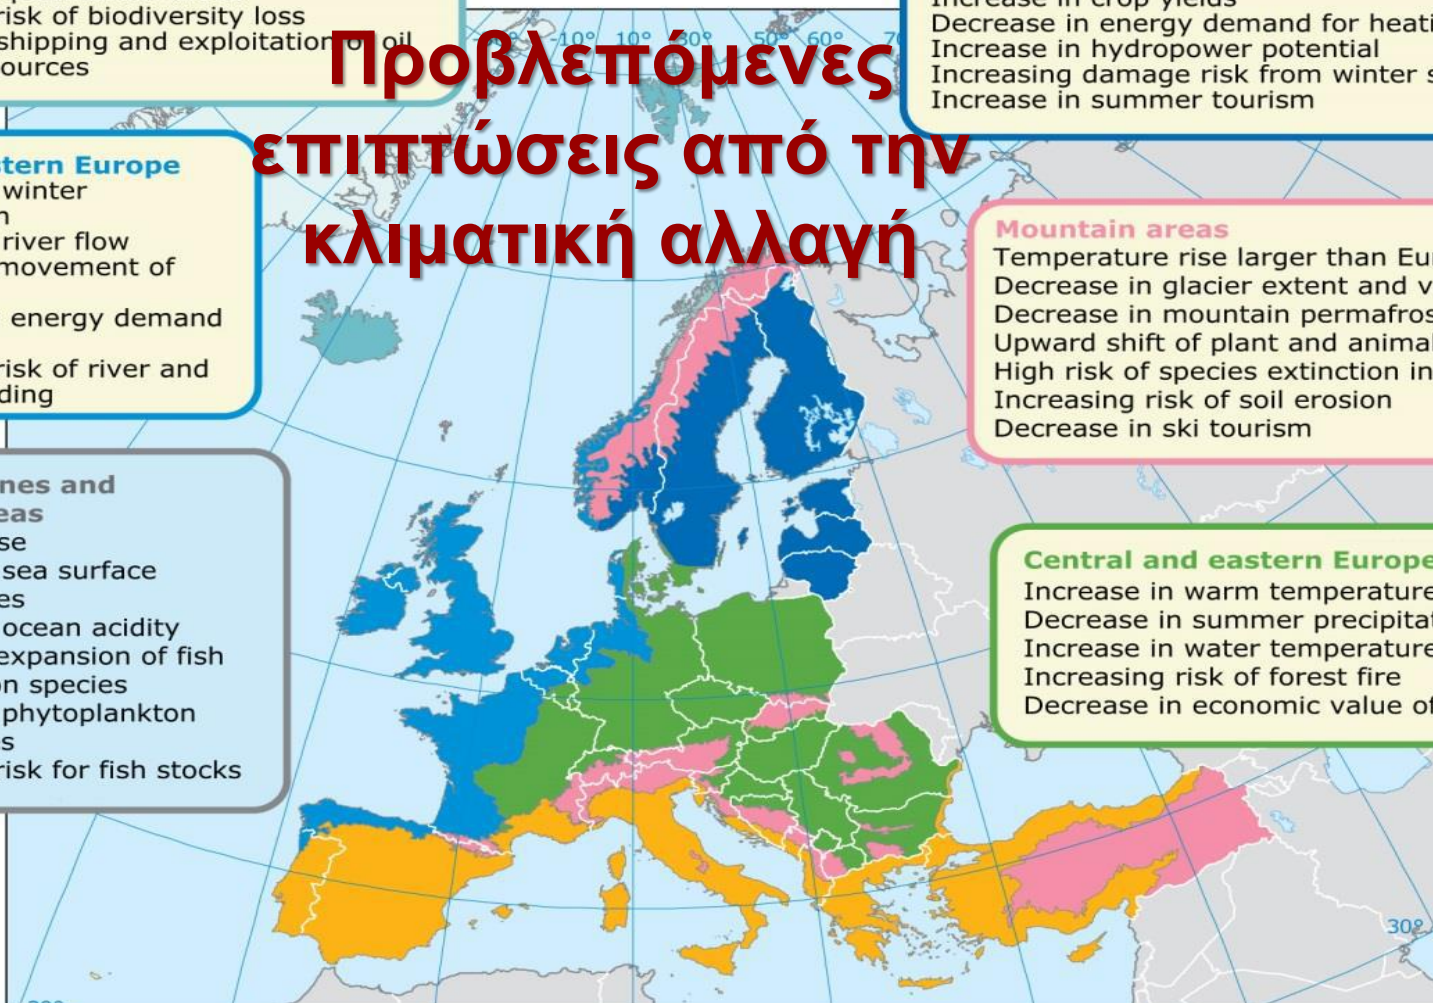 risk of biodiversity loss
shipping and exploitation of oil
ources
Προβλεπόμενες
επιπτώσεις από την
κλιματική αλλαγή
-10° 10° 30° 50° 60°
Decrease in energy demand for heati
Increase in hydropower potential
Increasing damage risk from winter s
Increase in summer tourism
tern Europe
winter
river flow
movement of
energy demand
risk of river and
ding
nes and
eas
se
sea surface
es
ocean acidity
expansion of fish
n species
phytoplankton
s
risk for fish stocks
Mountain areas
Temperature rise larger than Eu
Decrease in glacier extent and v
Decrease in mountain permafros
Upward shift of plant and animal
High risk of species extinction in
Increasing risk of soil erosion
Decrease in ski tourism
Central and eastern Europe
Increase in warm temperature
Decrease in summer precipitat
Increase in water temperature
Increasing risk of forest fire
Decrease in economic value of
30°